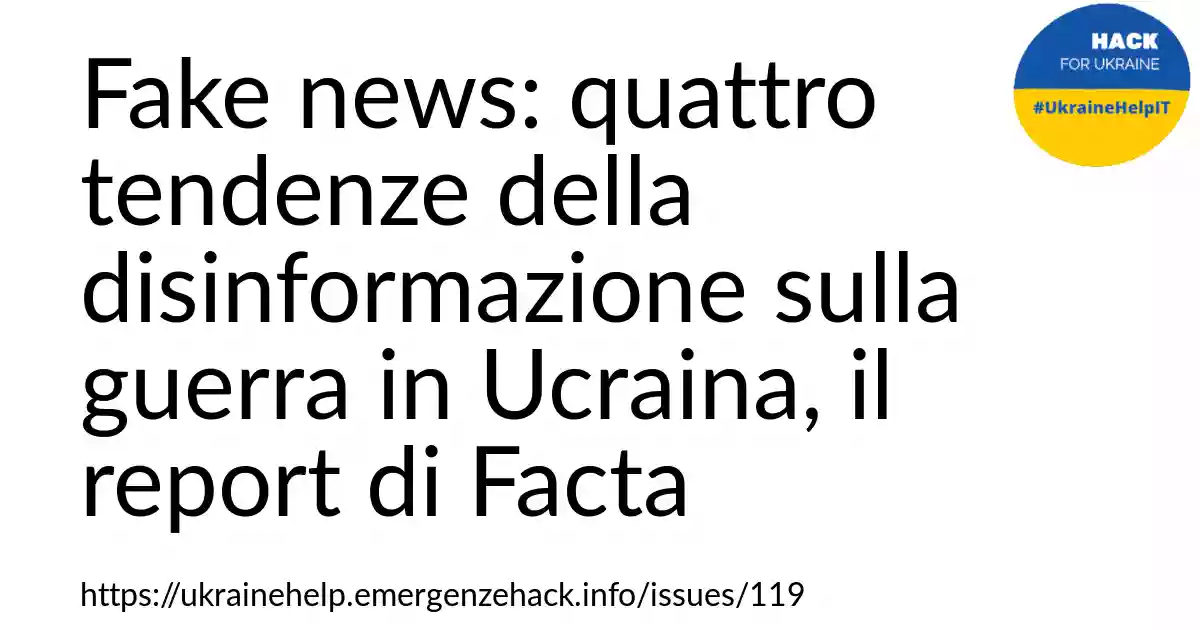 Fake news: quattro
tendenze della
disinformazione sulla
guerra in Ucraina, il
report di Facta
https://ukrainehelp.emergenzehack.info/issues/119
HACK
FOR UKRAINE
#UkraineHelpIT